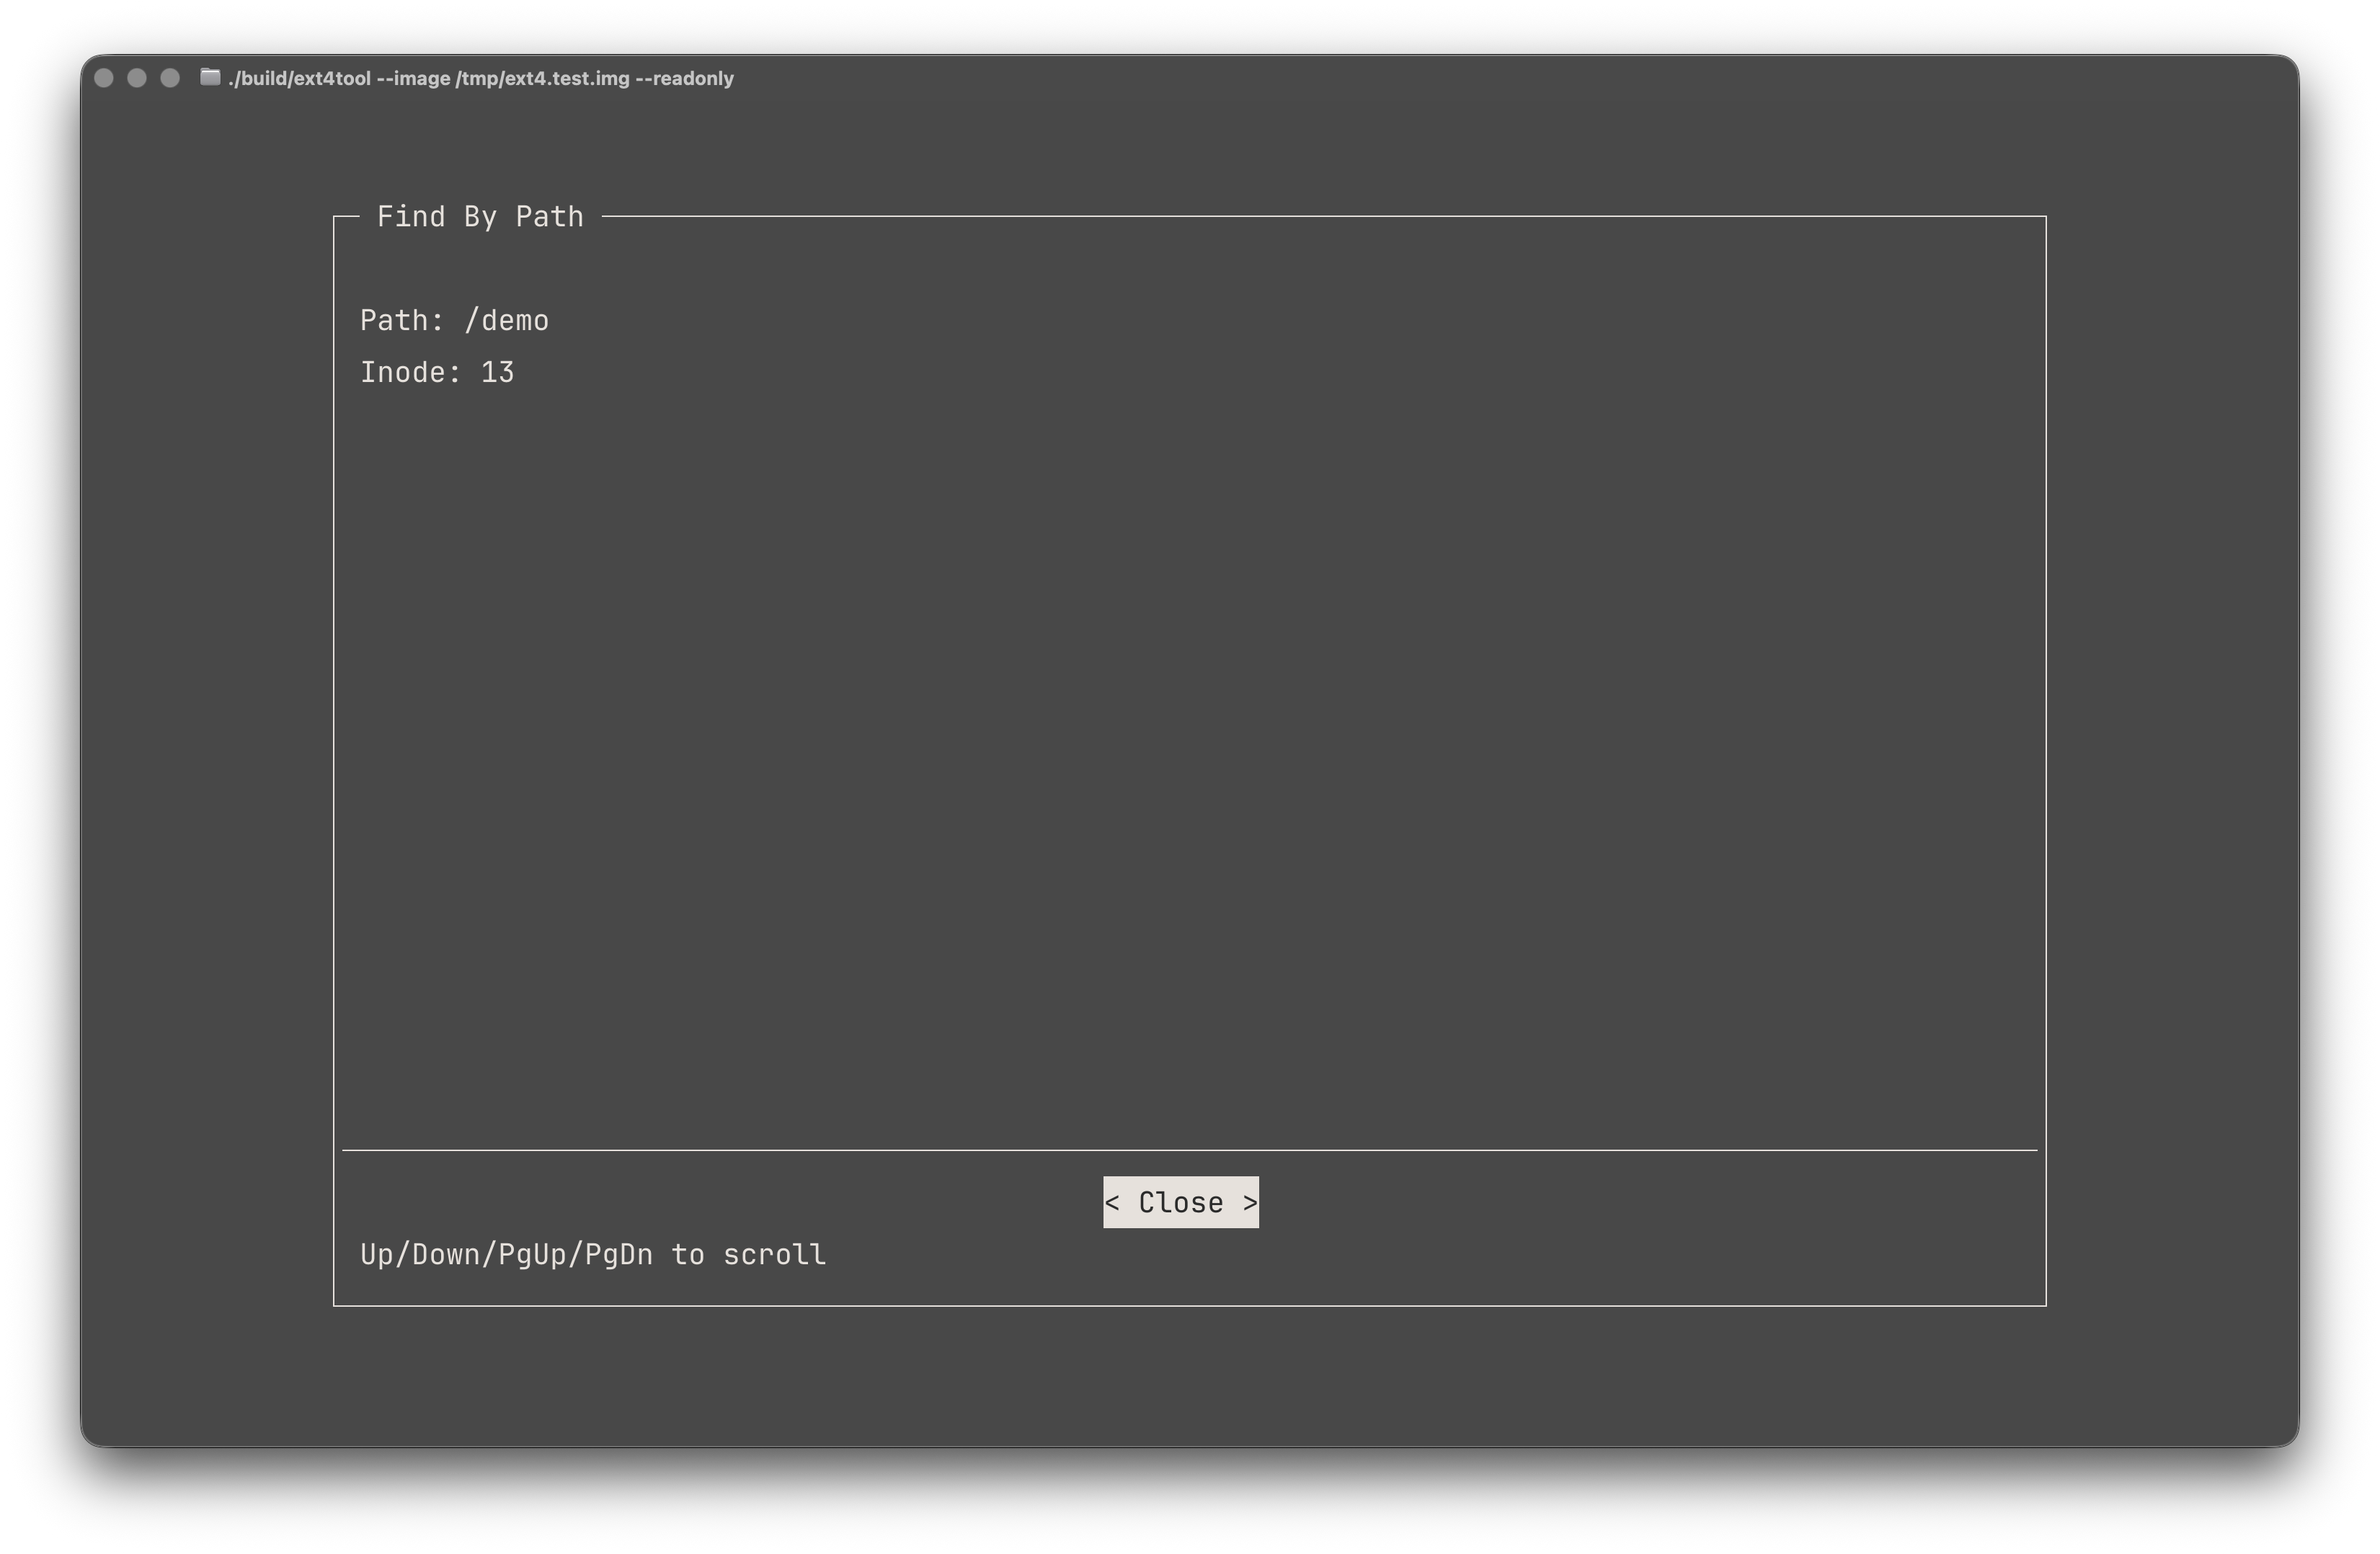 ./build/ext4tool --image /tmp/ext4.test.img --readonly
Find By Path
Path: /demo
Inode: 13
< Close >
Up/Down/PgUp/PgDn to scroll